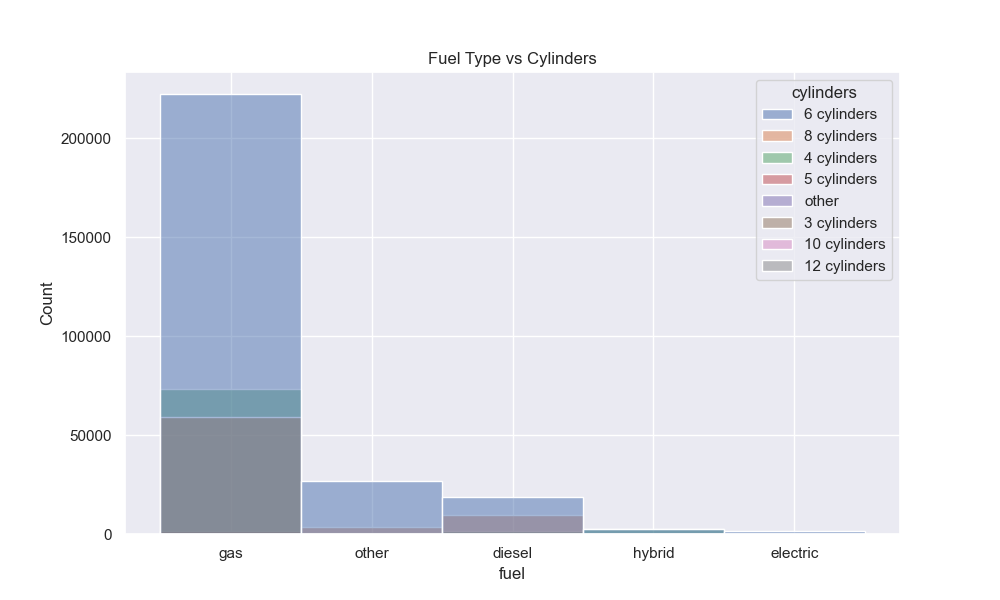 Fuel Type vs Cylinders
cylinders
6 cylinders
8 cylinders
4 cylinders
5 cylinders
other
3 cylinders
10 cylinders
12 cylinders
200000
150000
100000
50000
0
Count
gas other diesel hybrid electric
fuel